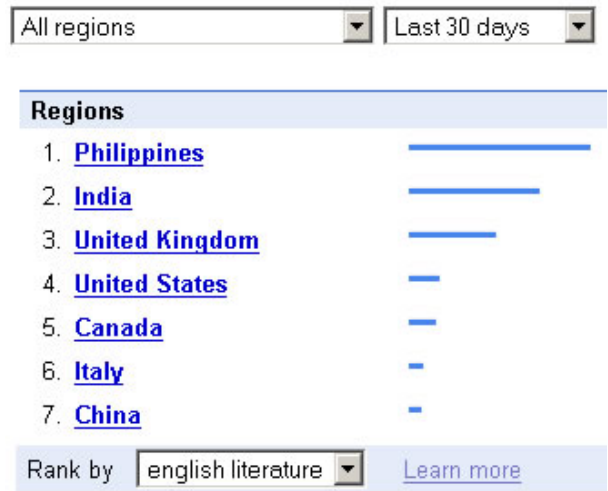 All regions Last 30 days
Regions
1. Philippines
2. India
3. United Kingdom
4. United States
5. Canada
6. Italy
7. China
Rank by english literature Learn more